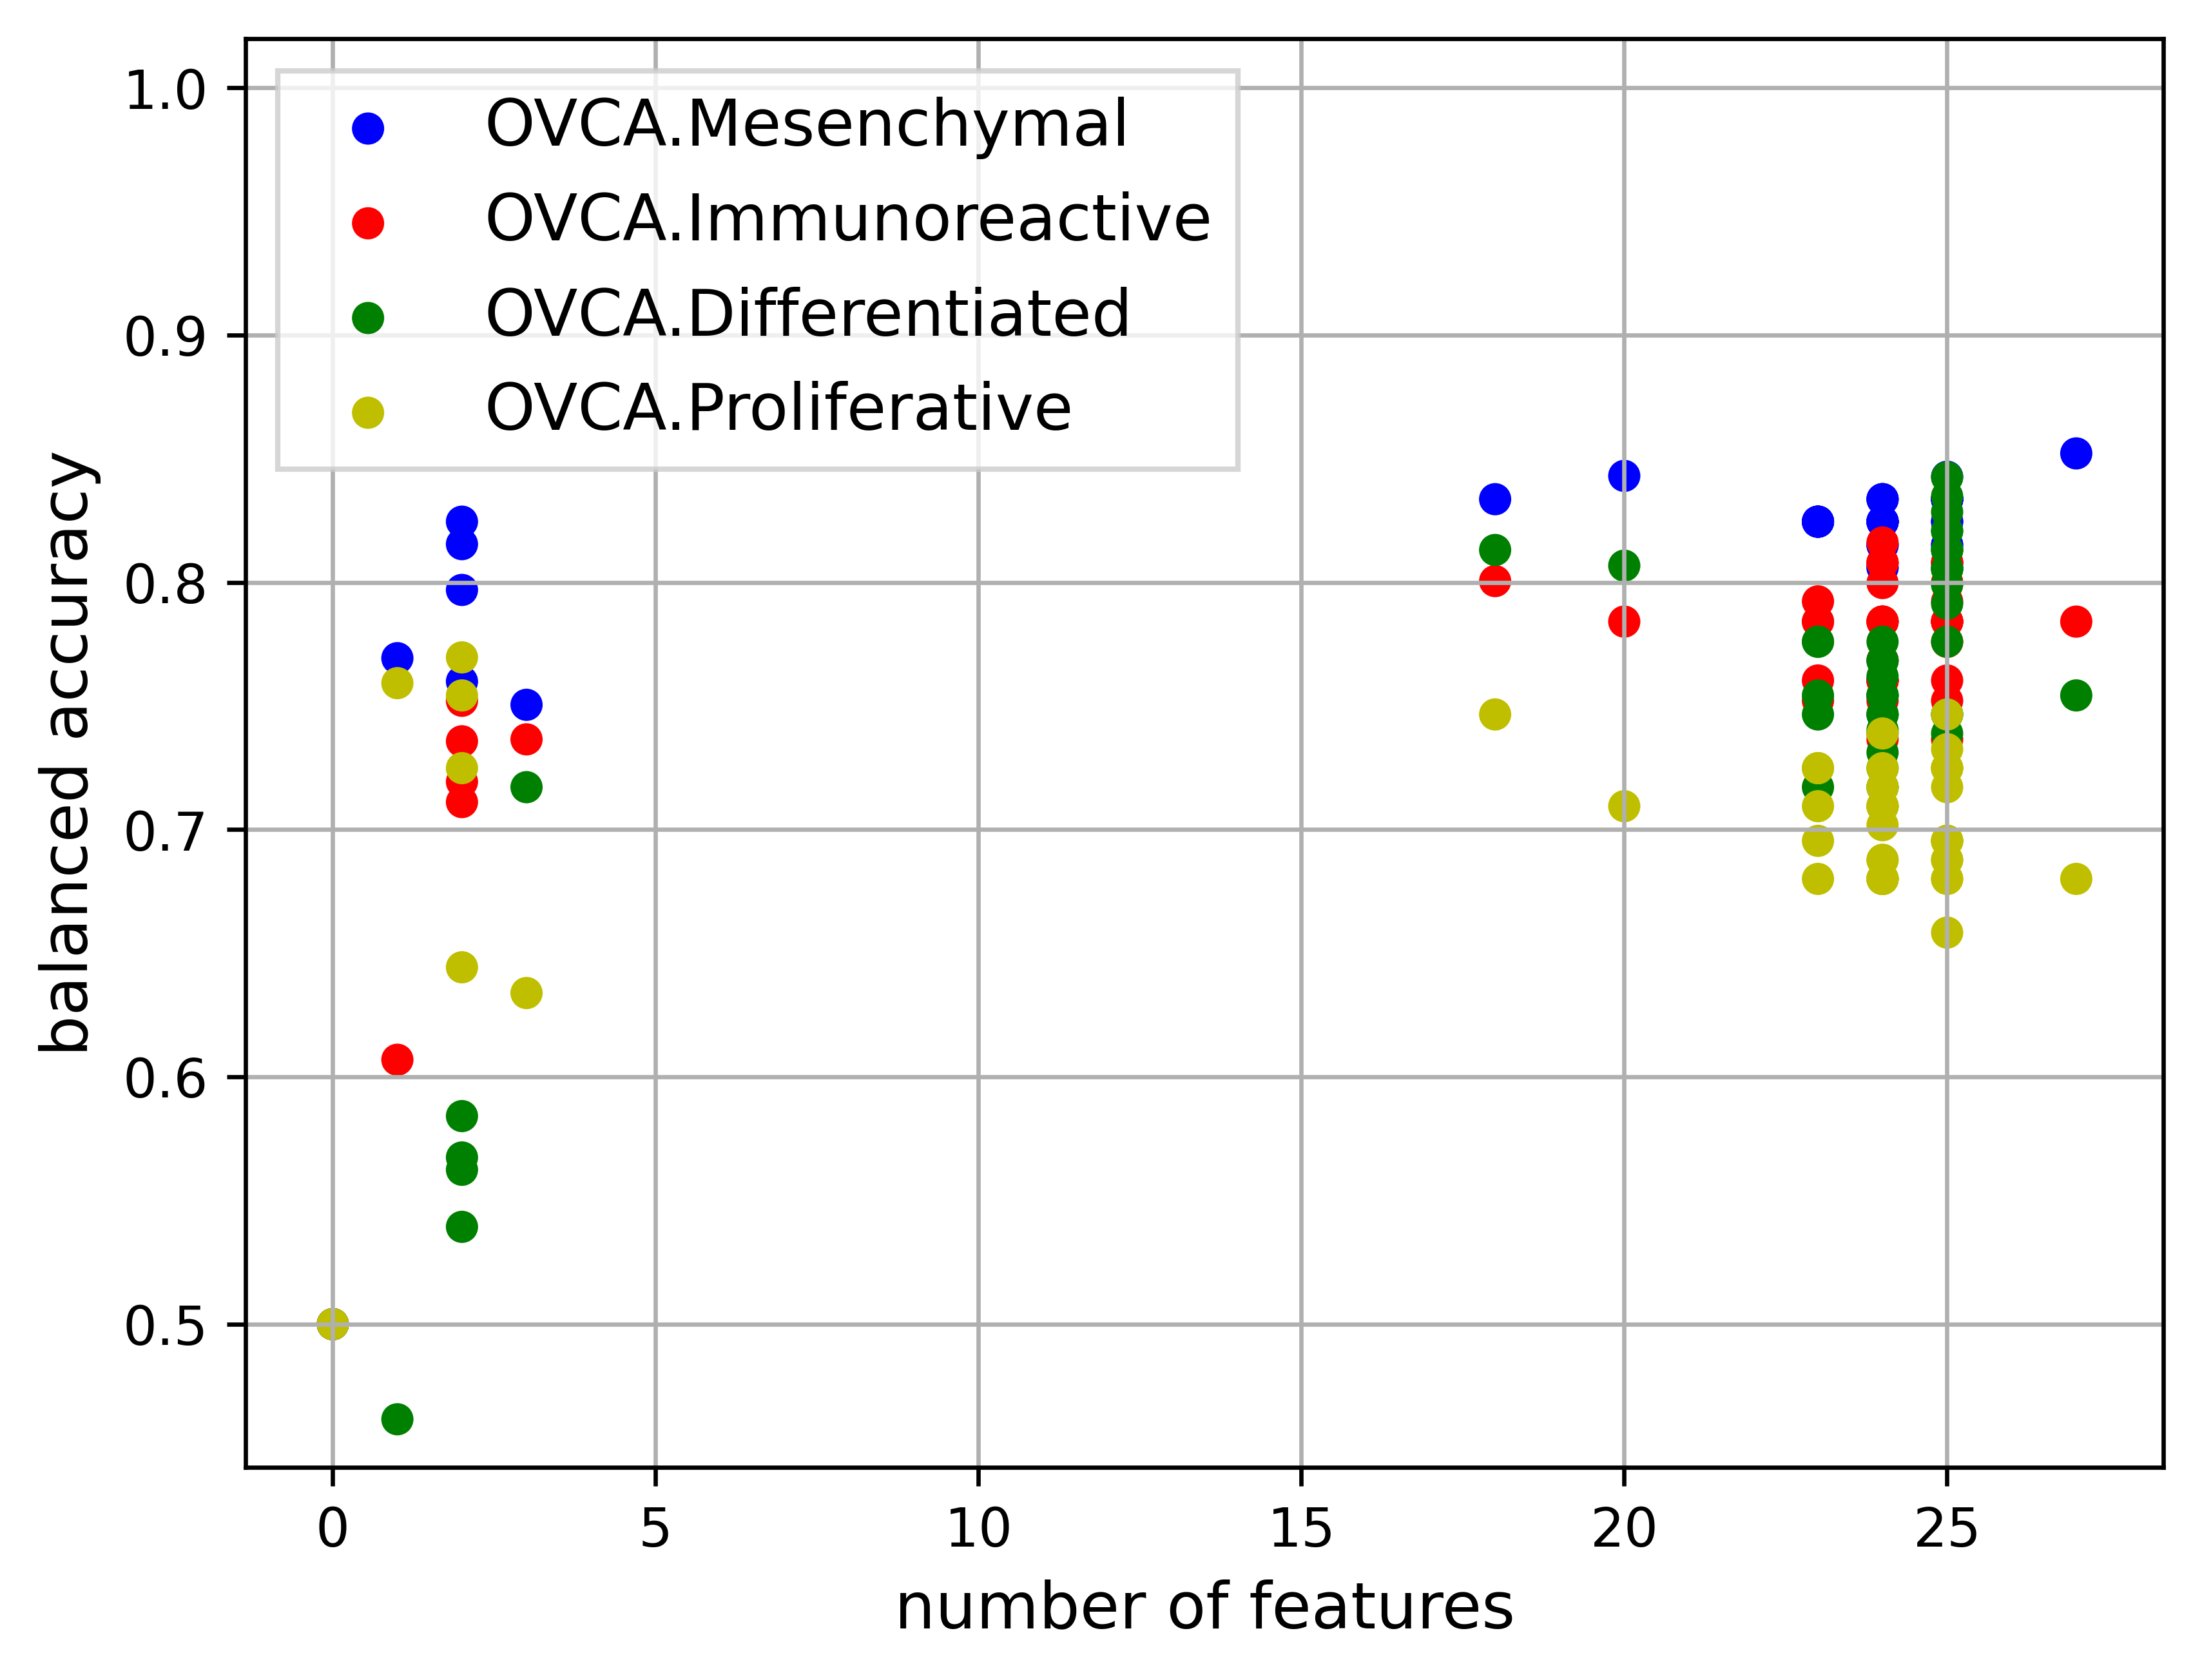 OVCA.Mesenchymal
OVCA.Immunoreactive
OVCA.Differentiated
OVCA.Proliferative
balanced accuracy
1.0
0.9
0.8
0.7
0.6
0.5
0 5 10 15 20 25
number of features